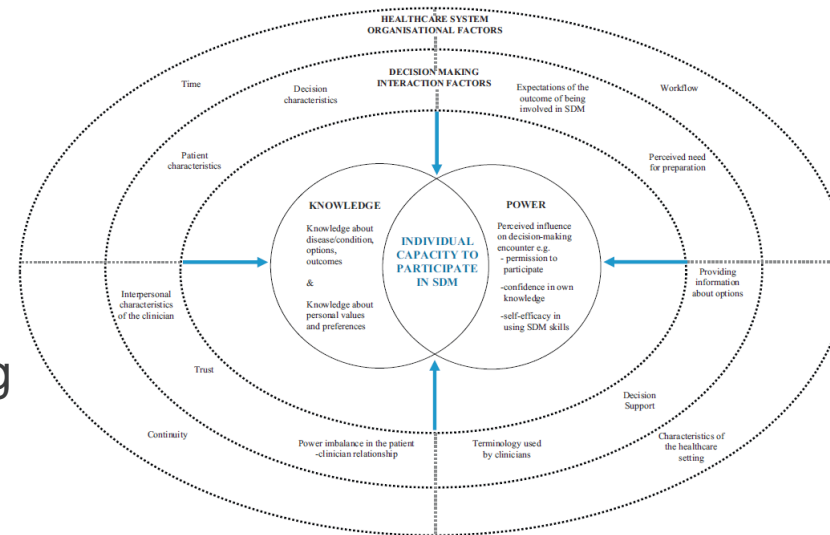 HEALTHCARE SYSTEM
ORGANISATIONAL FACTORS
Time
Workflow
DECISION MAKING
INTERACTION FACTORS
Decision
characteristics
Expectations of the
outcome of being
involved in SDM
Patient
characteristics
Perceived need
for preparation
KNOWLEDGE
Knowledge about
disease/condition,
options,
outcomes
&
Knowledge about
personal values
and preferences
INDIVIDUAL
CAPACITY TO
PARTICIPATE
IN SDM
POWER
Perceived influence
on decision-making
encounter e.g.
- permission to
participate
-confidence in own
knowledge
-self-efficacy in
using SDM skills
Interpersonal
characteristics
of the clinician
Providing
information
about options
Trust
Decision
Support
Continuity
Power imbalance in the patient
-clinician relationship
Terminology used
by clinicians
Characteristics of
the healthcare
setting
g